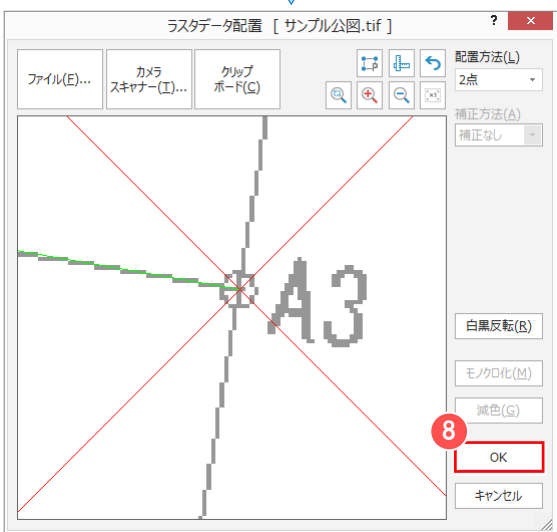 ラスタデータ配置 [ サンプル公図.tif ]
? ×
ファイル(F)...
カメラ
スキャナー(T)...
クリップ
ボード(C)
配置方法(L)
2点
補正方法(A)
補正なし
P
x1
A3
白黒反転(R)
モノクロ化(M)
減色(G)
8
OK
キャンセル